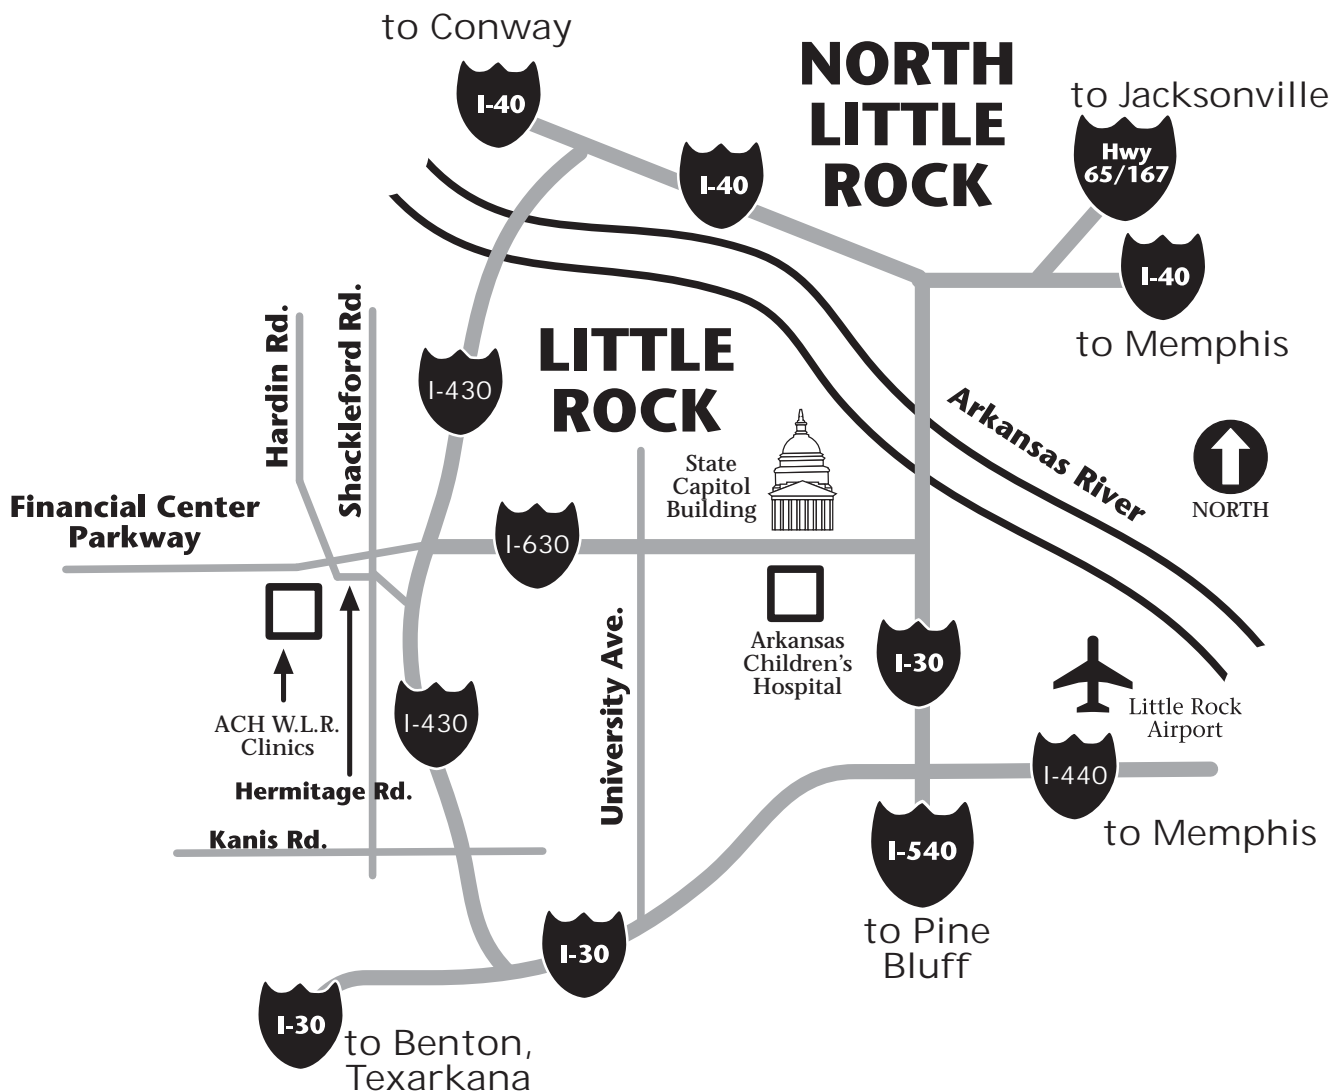 to Conway
I-40
NORTH
LITTLE
ROCK
to Jacksonville
Hwy
65/167
I-40
I-40
to Memphis
Hardin Rd.
Shackleford Rd.
I-430
LITTLE
ROCK
Arkansas River
State
Capitol
Building
NORTH
Financial Center
Parkway
I-630
University Ave.
Arkansas
Children's
Hospital
I-30
Little Rock
Airport
ACH W.L.R.
Clinics
I-430
Hermitage Rd.
I-440
to Memphis
Kanis Rd.
I-540
to Pine
Bluff
I-30
I-30
to Benton,
Texarkana